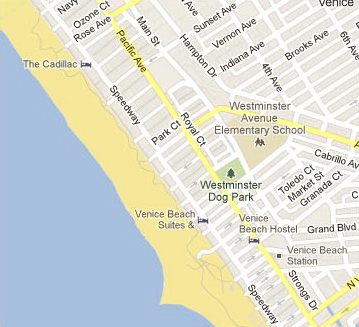 Navy
Ozone Ct
Rose Ave
Main St
Pacific Ave
Sunset Ave
Venice
Vernon Ave
Hampton Dr
Indiana Ave
Brooks Ave
4th Ave
6th Ave
The Cadillac
Speedway
Westminster
Avenue
Elementary School
Park Ct
Royal Ct
Cabrillo Av
Westminster
Dog Park
Toledo Ct
Market St
Granada Ct
Venice Beach
Suites &
Venice
Beach Hostel
Grand Blvd
Venice Beach
Station
Strongs Dr
Speedway
N V